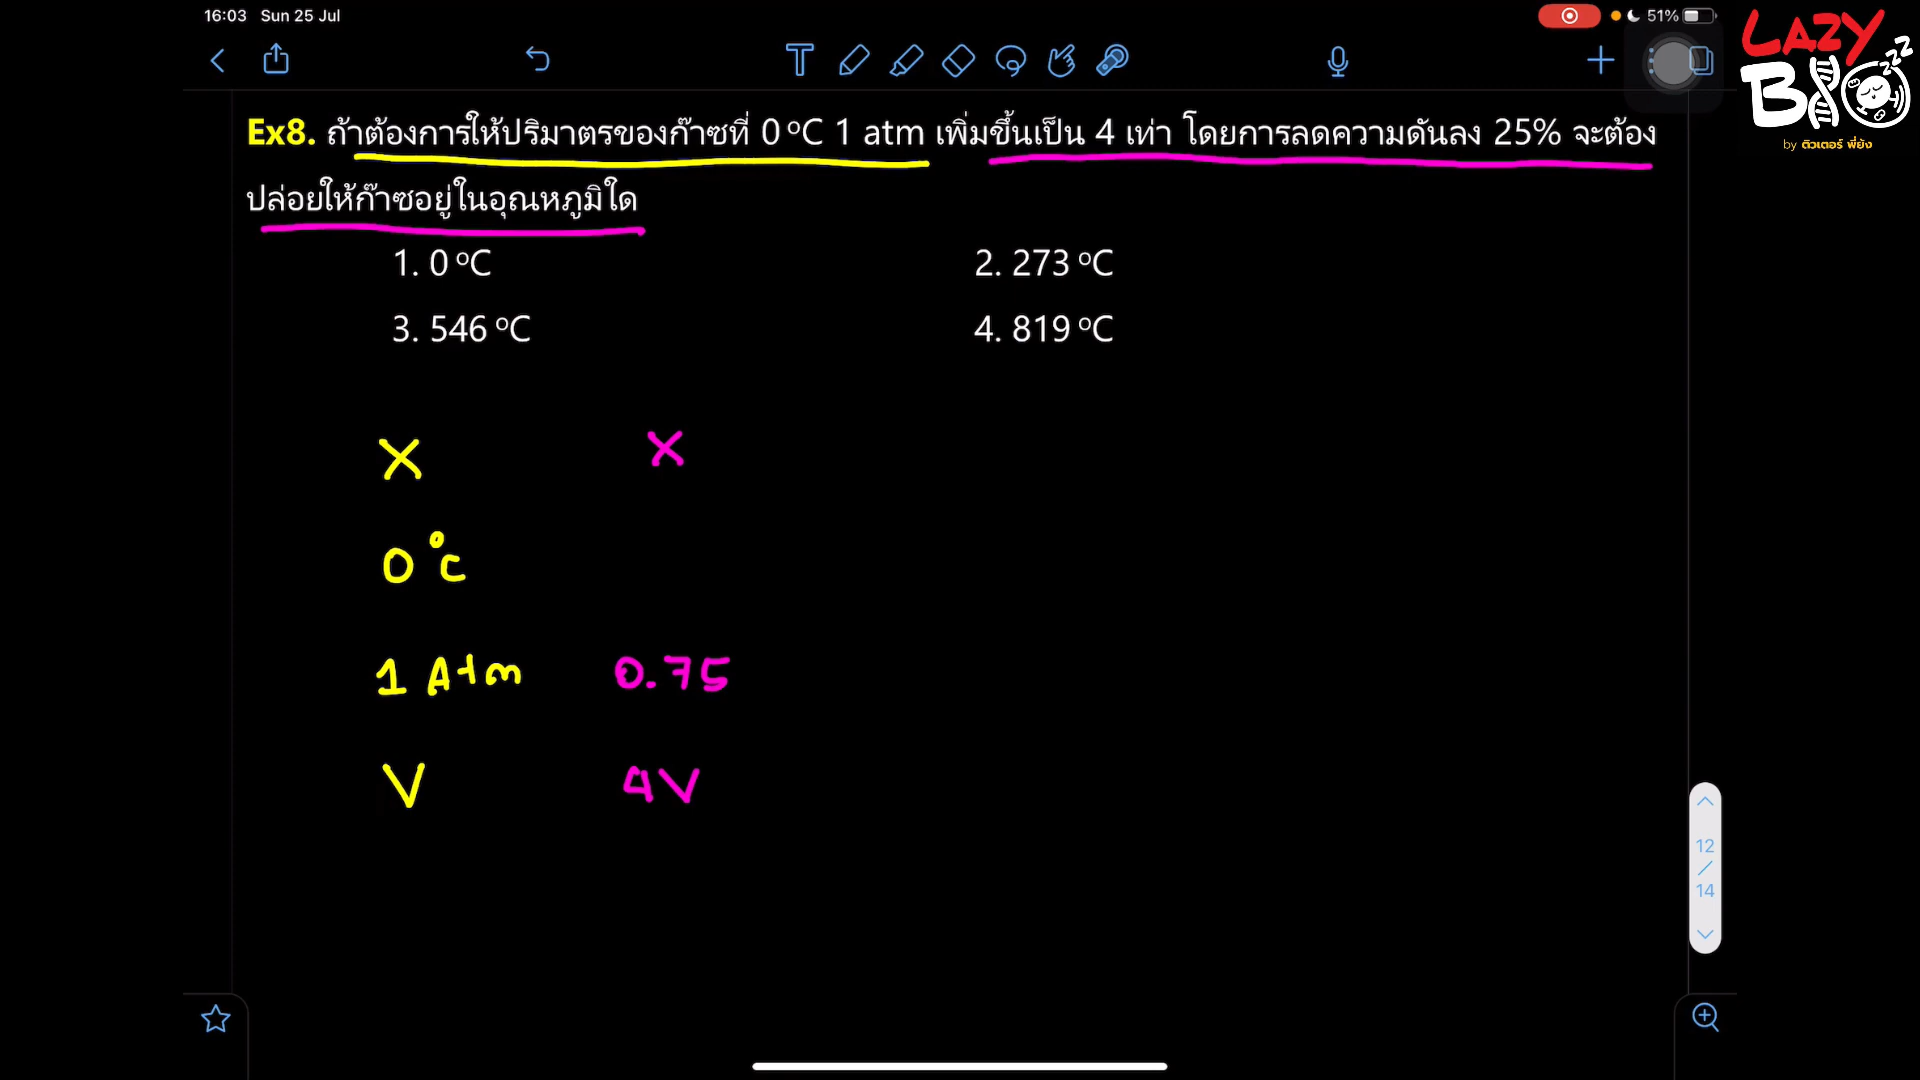 16:03 Sun 25 Jul
51%
LAZY
BIO zzz
by ติวเตอร์ พี่ยัง
Ex8. ถ้าต้องการให้ปริมาตรของก๊าซที่ 0 ºC 1 atm เพิ่มขึ้นเป็น 4 เท่า โดยการลดความดันลง 25% จะต้อง
ปล่อยให้ก๊าซอยู่ในอุณหภูมิใด
1. 0 ºC 2. 273 ºC
3. 546 ºC 4. 819 ºC
X X
0 °c
1 Atm 0.75
V 4V
12
/
14